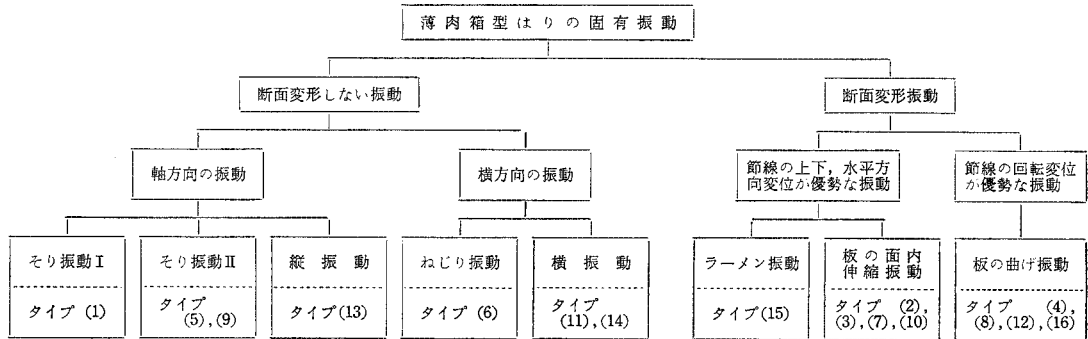 薄肉箱型はりの固有振動
断面変形しない振動
断面変形振動
軸方向の振動
横方向の振動
節線の上下，水平方
向変位が優勢な振動
節線の回転変位
が優勢な振動
そり振動Ⅰ
タイプ (1)
そり振動Ⅱ
タイプ
(5), (9)
縦振動
タイプ(13)
ねじり振動
タイプ (6)
横振動
タイプ
(11), (14)
ラーメン振動
タイプ(15)
板の面内
伸縮振動
タイプ (2),
(3), (7), (10)
板の曲げ振動
タイプ (4),
(8), (12), (16)